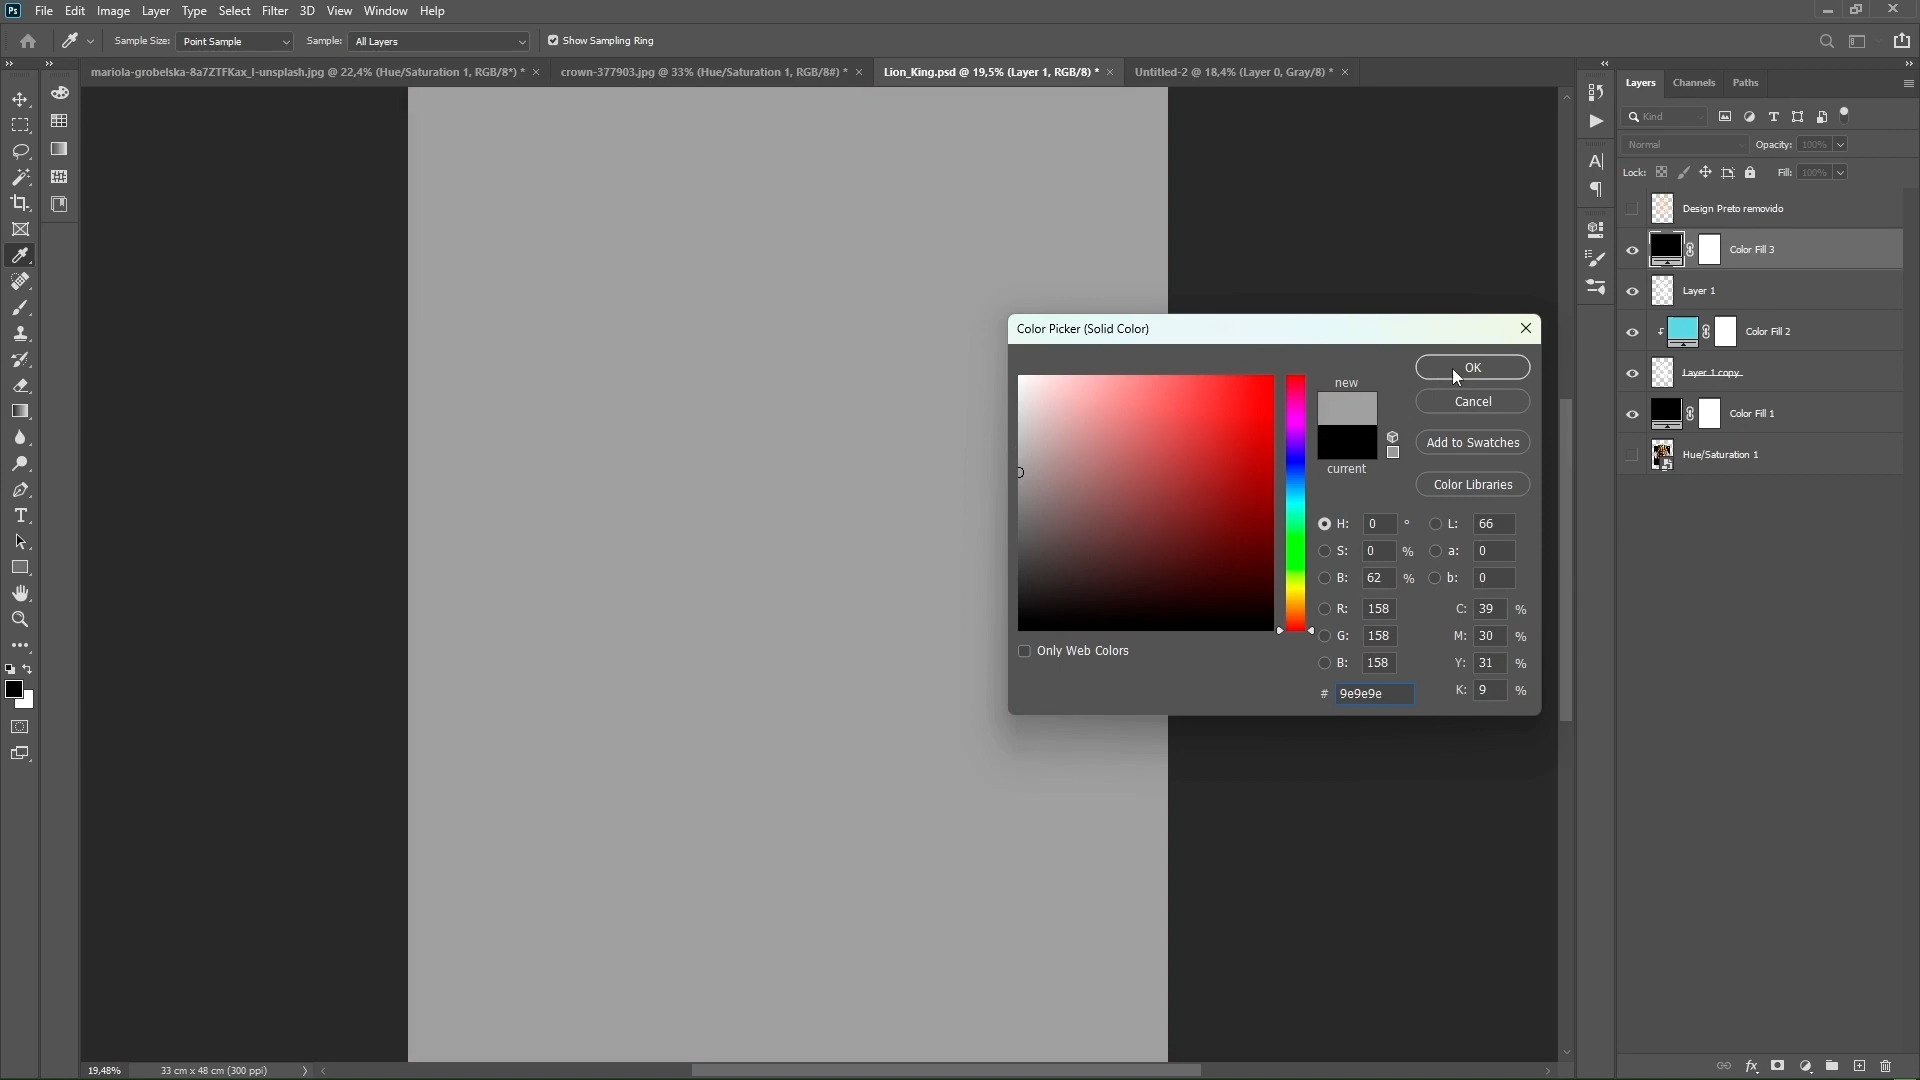 Ps File Edit Image Layer Type Select Filter 3D View Window Help
Sample Size: Point Sample Sample: All Layers Show Sampling Ring
mariola-grobelska-8a7ZTFKax_I-unsplash.jpg @ 22,4% (Hue/Saturation 1, RGB/8*) * crown-377903.jpg @ 33% (Hue/Saturation 1, RGB/8#) * Lion_King.psd @ 19,5% (Layer 1, RGB/8) * Untitled-2 @ 18,4% (Layer 0, Gray/8) *
Layers Channels Paths
Kind
Normal Opacity: 100%
Lock: Fill: 100%
Design Preto removido
Color Fill 3
Layer 1
Color Fill 2
Layer 1 copy
Color Fill 1
Hue/Saturation 1
Color Picker (Solid Color)
new
current
OK
Cancel
Add to Swatches
Color Libraries
H: 0 ° L: 66
S: 0 % a: 0
B: 62 % b: 0
R: 158 C: 39 %
G: 158 M: 30 %
B: 158 Y: 31 %
# 9e9e9e K: 9 %
Only Web Colors
19,48% 33 cm x 48 cm (300 ppi)